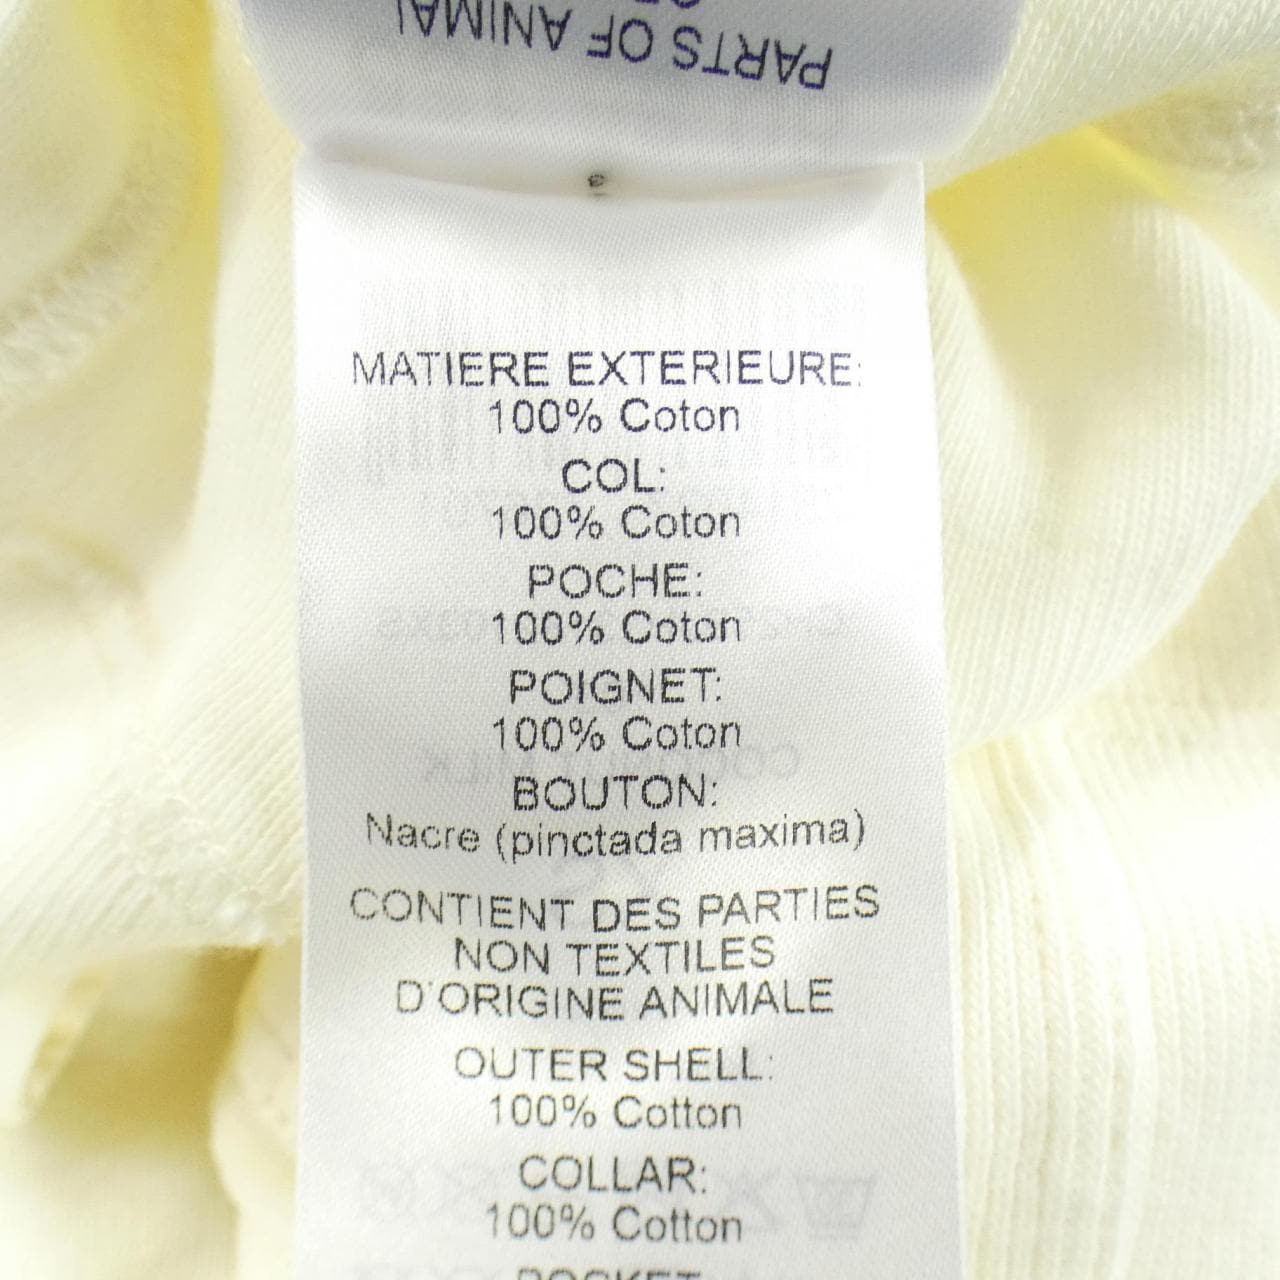 PARTS OF ANIMAL
MATIERE EXTERIEURE:
100% Coton
COL:
100% Coton
POCHE:
100% Coton
POIGNET:
100% Coton
BOUTON:
Nacre (pinctada maxima)
CONTIENT DES PARTIES
NON TEXTILES
D'ORIGINE ANIMALE
OUTER SHELL:
100% Cotton
COLLAR:
100% Cotton
POCKET